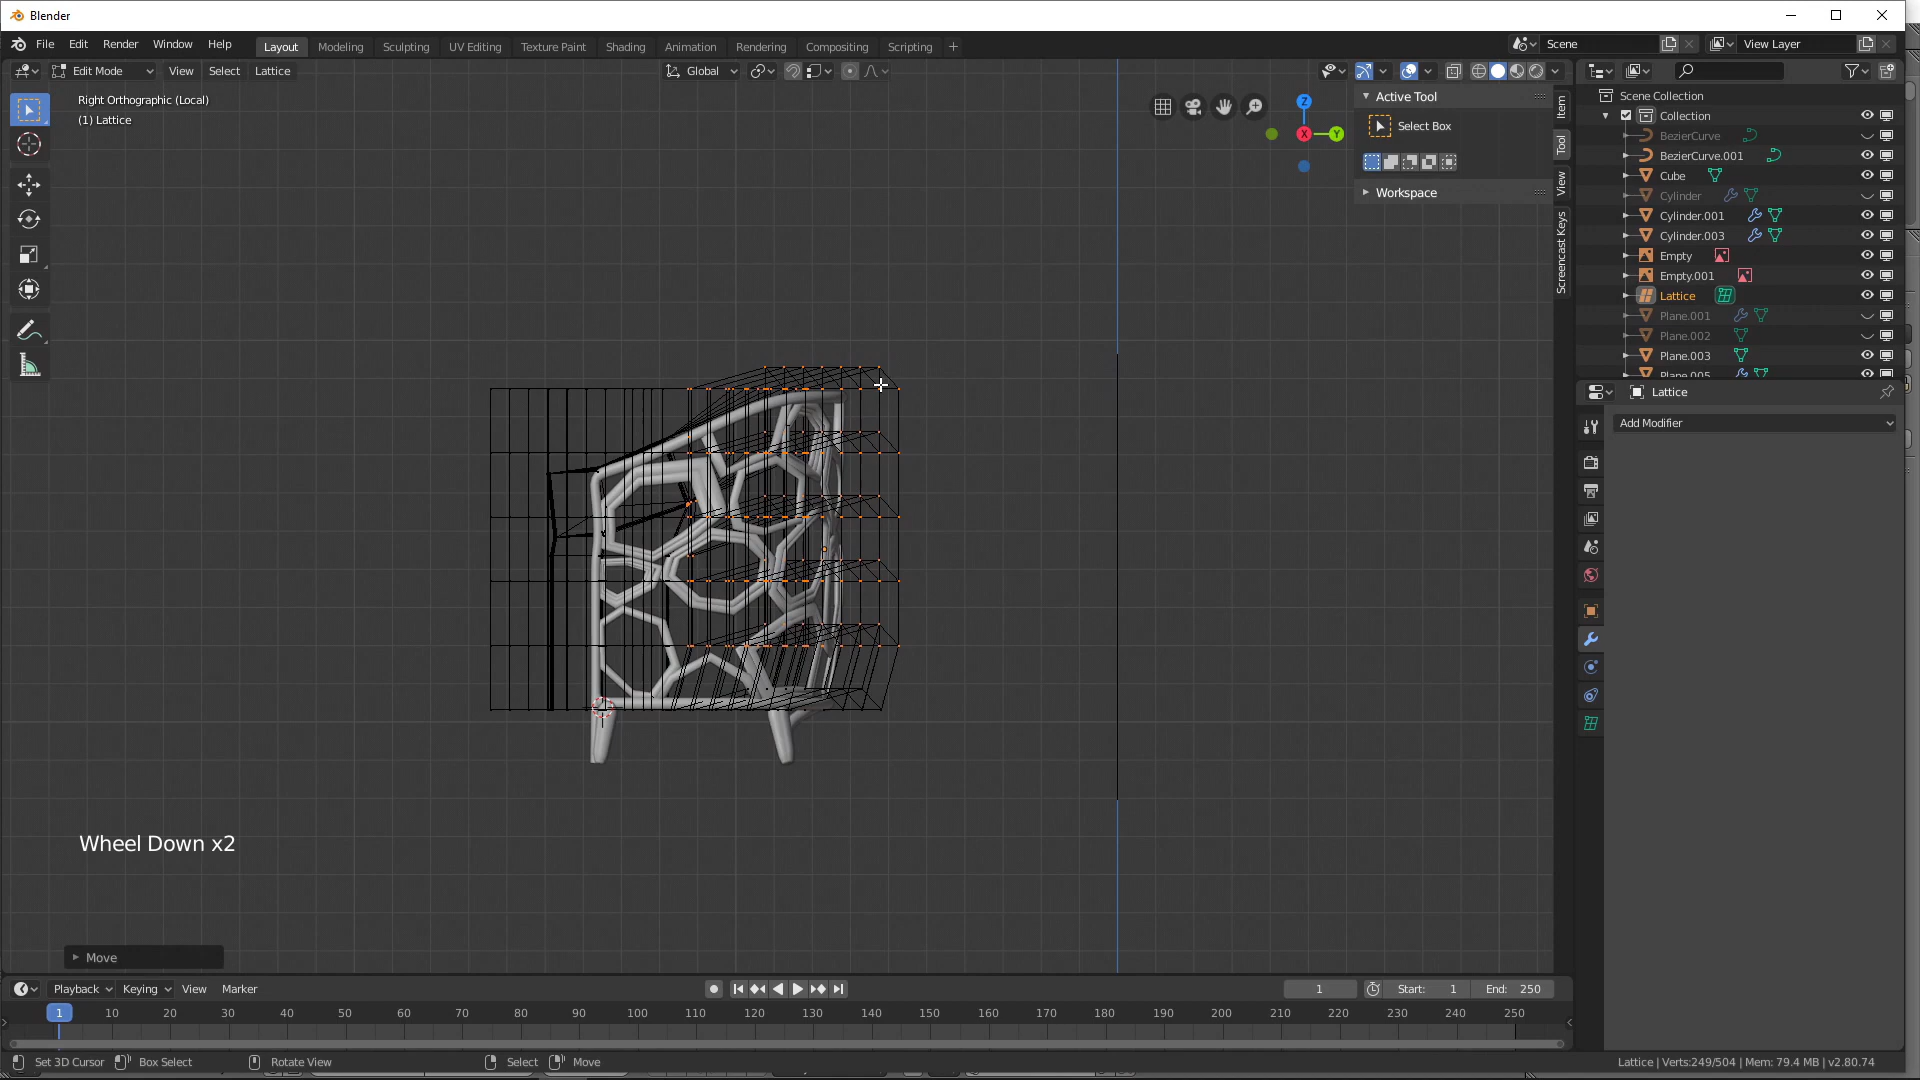 Blender
File Edit Render Window Help
Layout Modeling Sculpting UV Editing Texture Paint Shading Animation Rendering Compositing Scripting +
Scene
View Layer
Edit Mode View Select Lattice
Global
Right Orthographic (Local)
(1) Lattice
Z
X
Y
Active Tool
Select Box
Workspace
Item
Tool
View
Screencast Keys
Scene Collection
Collection
BezierCurve
BezierCurve.001
Cube
Cylinder
Cylinder.001
Cylinder.003
Empty
Empty.001
Lattice
Plane.001
Plane.002
Plane.003
Plane.005
Lattice
Add Modifier
Wheel Down x2
Move
Playback Keying View Marker
1
Start: 1
End: 250
1 10 20 30 40 50 60 70 80 90 100 110 120 130 140 150 160 170 180 190 200 210 220 230 240 250
Set 3D Cursor Box Select Rotate View Select Move
Lattice | Verts:249/504 | Mem: 79.4 MB | v2.80.74